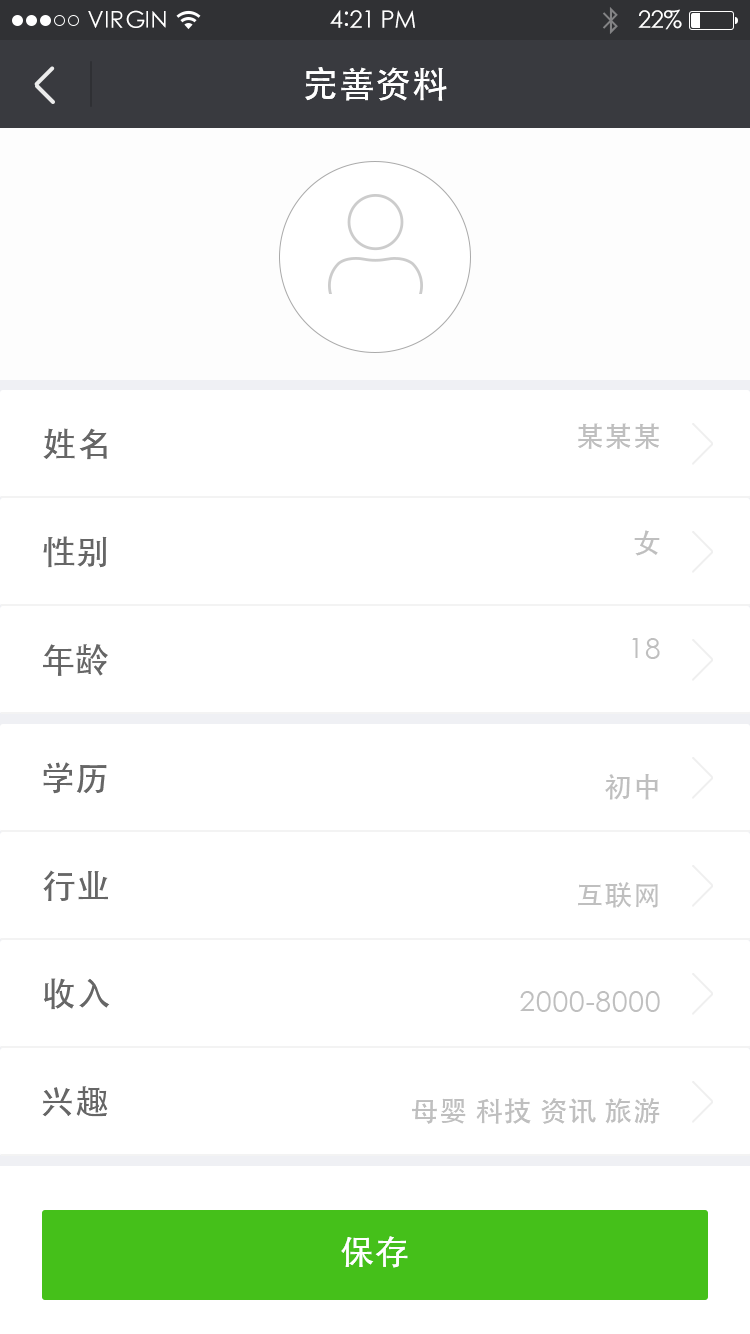 VIRGIN 4:21 PM 22%
完善资料
姓名 某某某
性别 女
年龄 18
学历 初中
行业 互联网
收入 2000-8000
兴趣 母婴 科技 资讯 旅游
保存